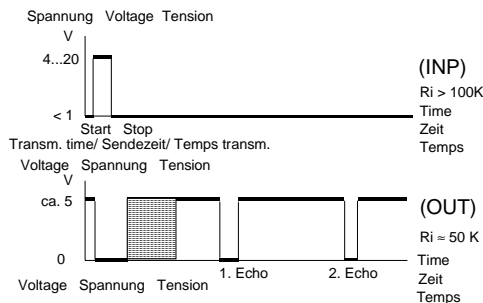 Spannung Voltage Tension
V
4...20
(INP)
Ri > 100K
< 1
Time
Start Stop
Zeit
Transm. time/ Sendezeit/ Temps transm.
Temps
Voltage Spannung Tension
V
ca. 5
(OUT)
Ri ≈ 50 K
0
Time
1. Echo 2. Echo
Zeit
Voltage Spannung Tension
Temps